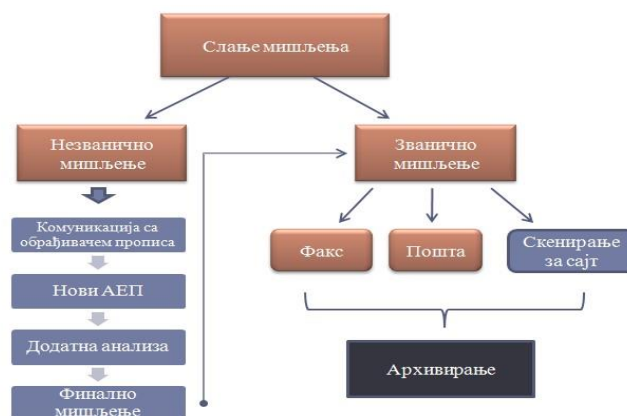 Слање мишљења
Незванично
мишљење
Званично
мишљење
Комуникација са
обрађивачем прописа
Нови АЕП
Додатна анализа
Финално
мишљење
Факс
Пошта
Скенирање
за сајт
Архивирање